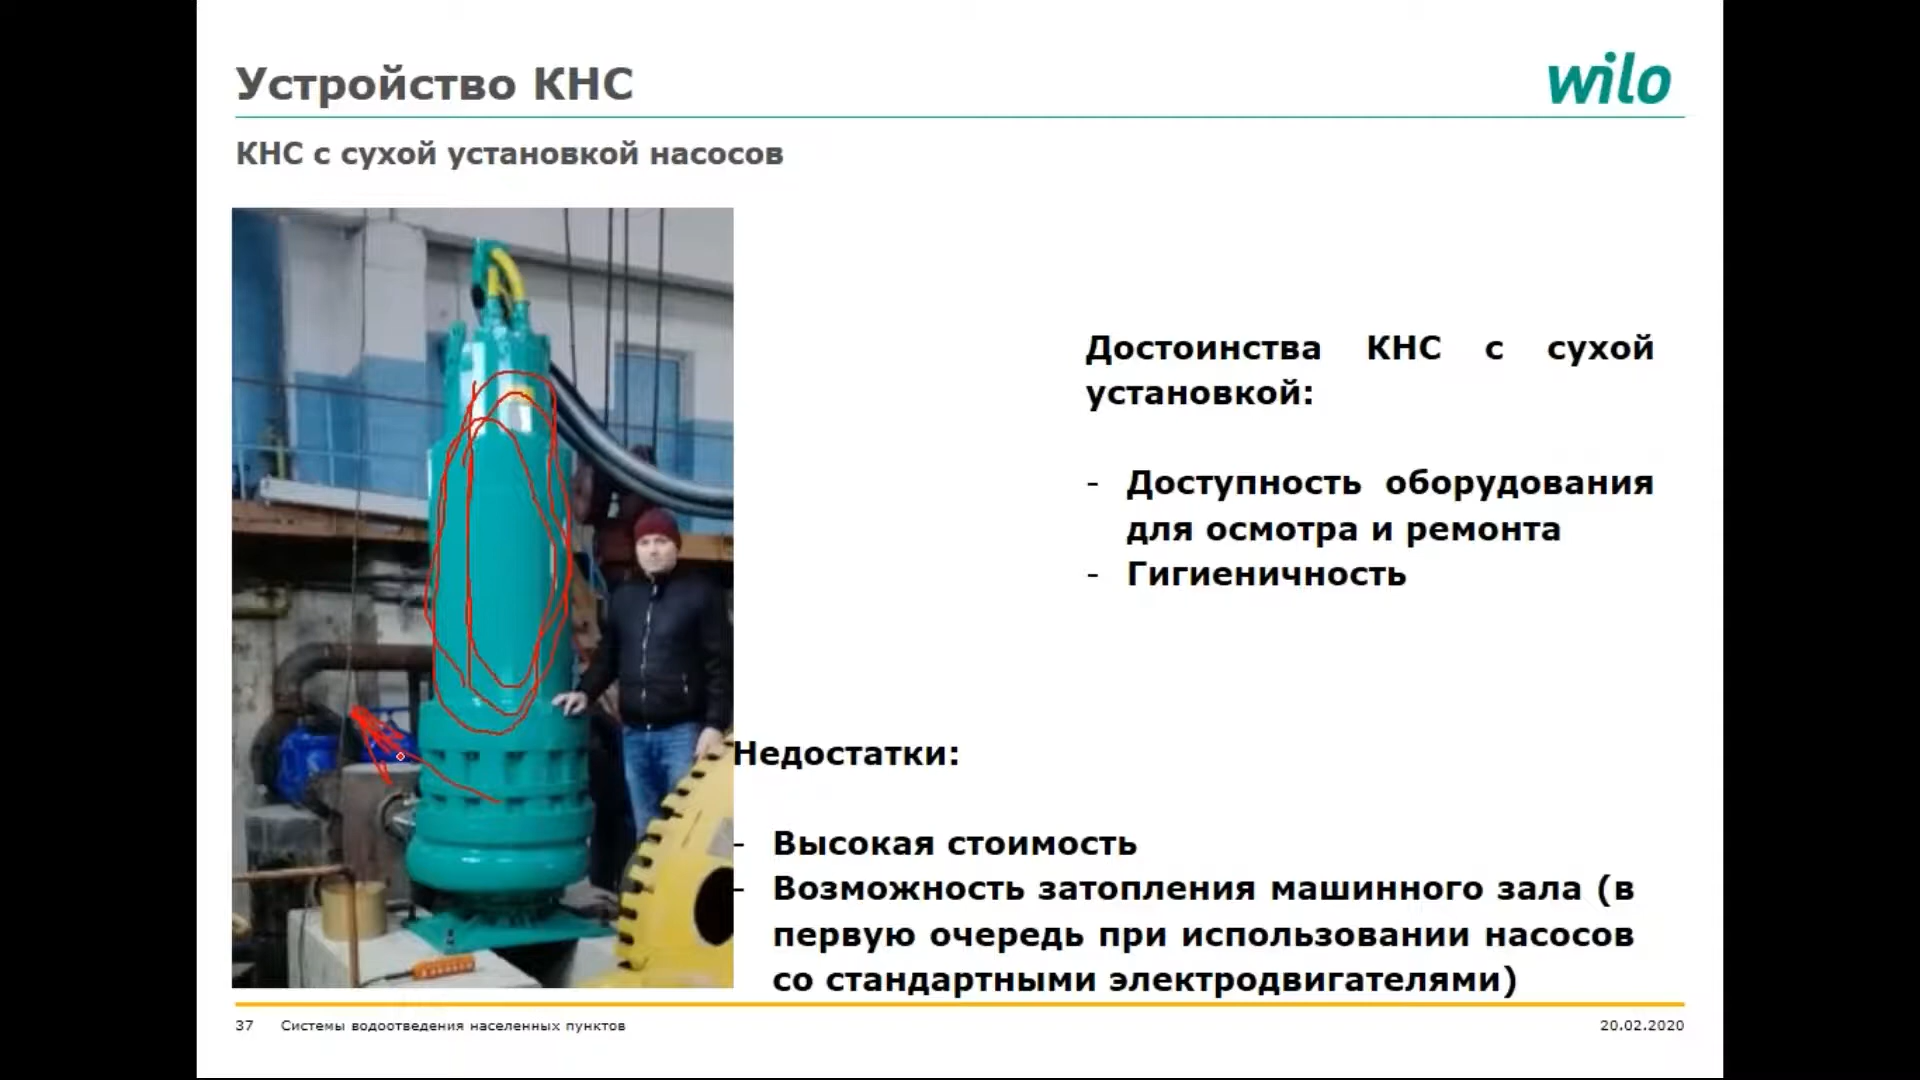 Устройство КНС
wilo
КНС с сухой установкой насосов
Достоинства КНС с сухой
установкой:
- Доступность оборудования
для осмотра и ремонта
- Гигиеничность
Недостатки:
- Высокая стоимость
- Возможность затопления машинного зала (в
первую очередь при использовании насосов
со стандартными электродвигателями)
37 Системы водоотведения населенных пунктов
20.02.2020